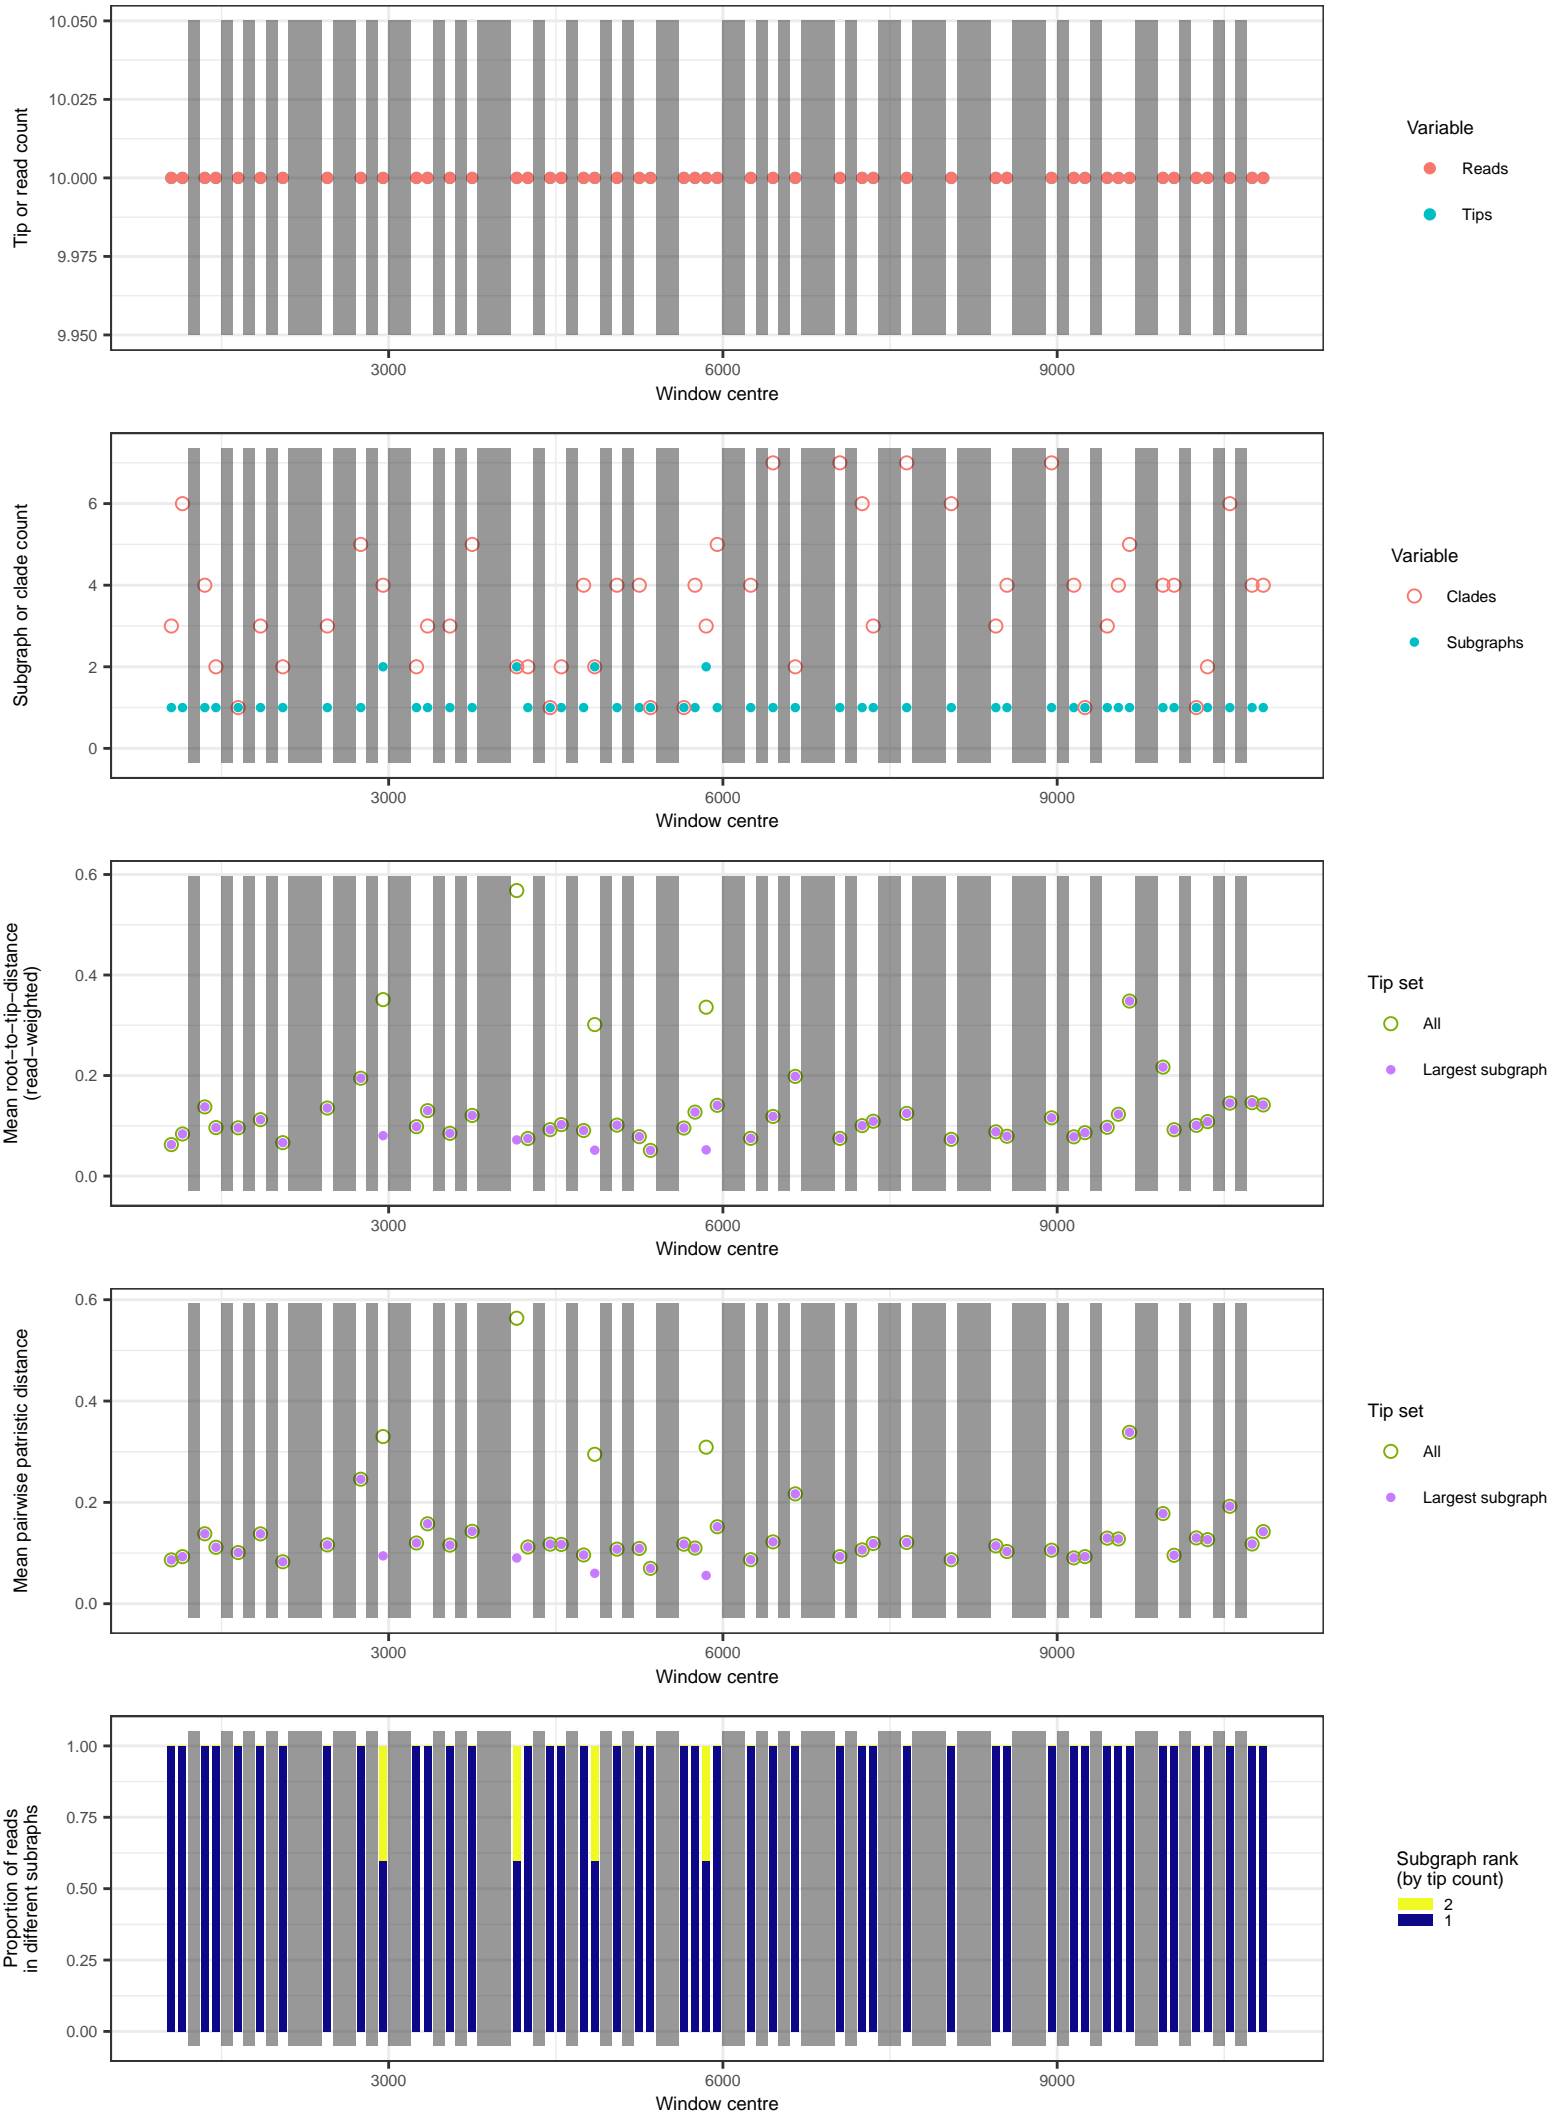 10.050
10.025
10.000
9.975
9.950
Tip or read count
3000
6000
9000
Window centre
Variable
Reads
Tips
6
4
2
0
Subgraph or clade count
3000
6000
9000
Window centre
Variable
Clades
Subgraphs
0.6
0.4
0.2
0.0
Mean root−to−tip−distance
(read−weighted)
3000
6000
9000
Window centre
Tip set
All
Largest subgraph
0.6
0.4
0.2
0.0
Mean pairwise patristic distance
3000
6000
9000
Window centre
Tip set
All
Largest subgraph
1.00
0.75
0.50
0.25
0.00
Proportion of reads
in different subraphs
3000
6000
9000
Window centre
Subgraph rank
(by tip count)
2
1